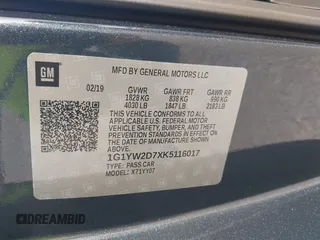 GM
MFD BY GENERAL MOTORS LLC
02/19
GVWR GAWR FRT GAWR RR
1828 KG 838 KG 990 KG
4030 LB 1847 LB 2183 LB
THIS VEHICLE CONFORMS TO ALL APPLICABLE
U.S. FEDERAL MOTOR VEHICLE SAFETY, BUMPER, AND
THEFT PREVENTION STANDARDS IN EFFECT ON THE DATE
OF MANUFACTURE SHOWN ABOVE.
1G1YW2D7XK5116017
TYPE: PASS CAR
MODEL: X71YY07
DREAMBID